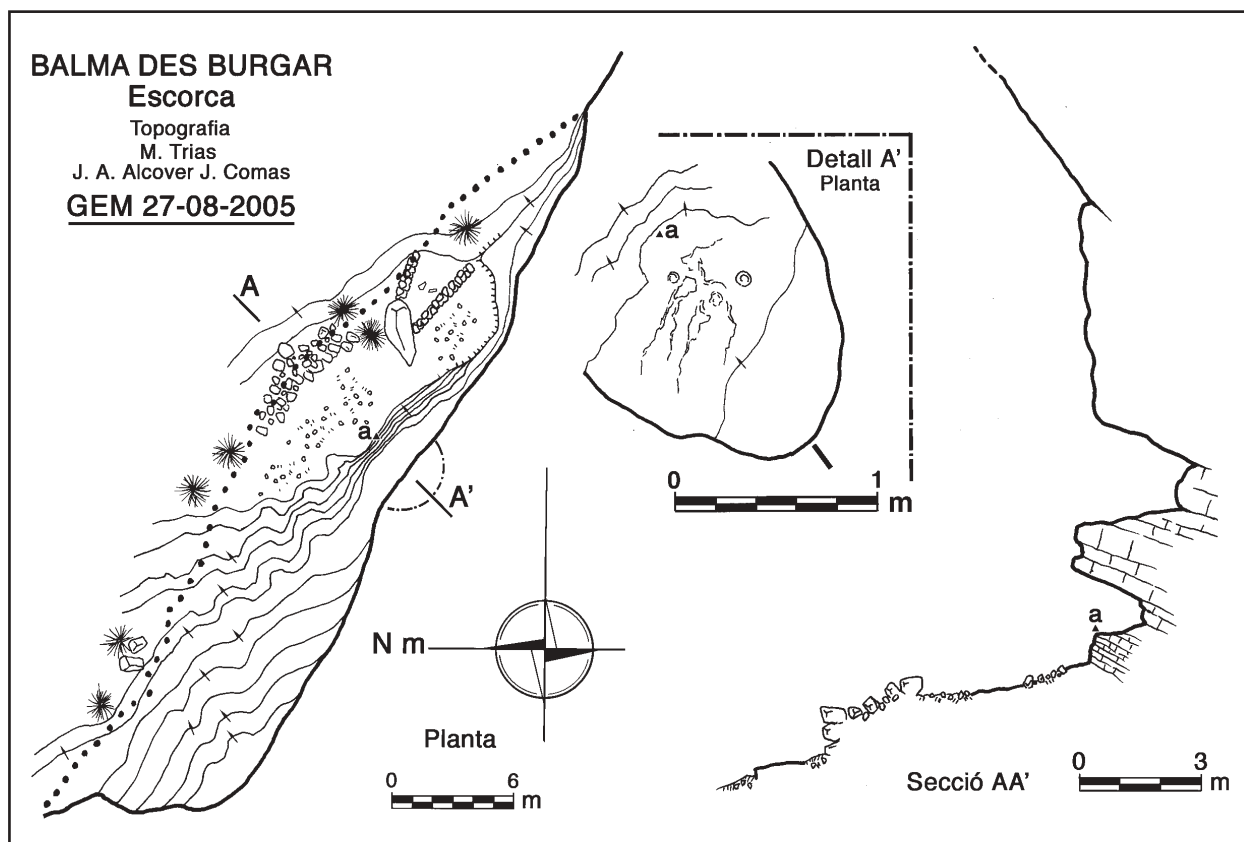 BALMA DES BURGAR
Escorca
Topografia
M. Trias
J. A. Alcover J. Comas
GEM 27-08-2005
A
a
A'
Detall A'
Planta
a
0 1
m
N m
Planta
0 6
m
a
Secció AA'
0 3
m